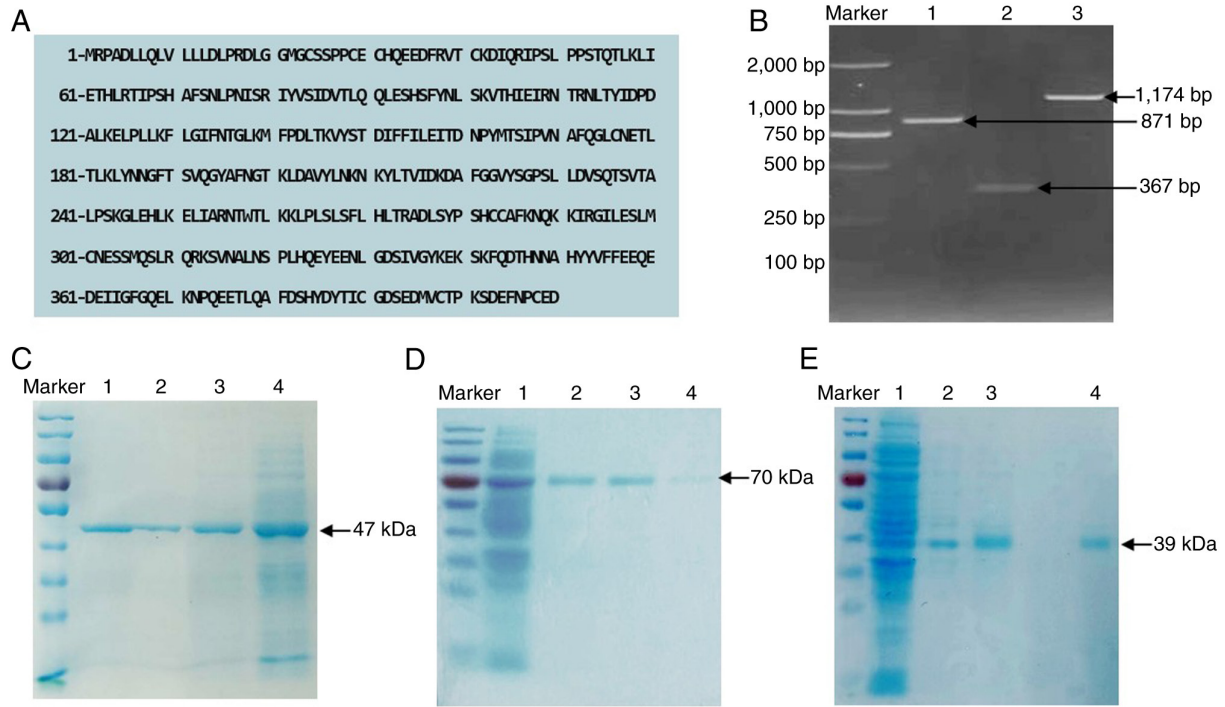 A
1-MRPADLLQLV LLLDLPRDLG GMGCSSPPCE CHQEEDFRVT CKDIQRIPSL PPSTQTLKLI
61-ETHLRTIPSH AFSNLPNISR IYVSIDVTLQ QLESHSFYNL SKVTHIEIRN TRNLTYIDPD
121-ALKELPLLKF LGIFNTGLKM FPDLTKVYST DIFFILEITD NPYMTSIPVN AFQGLCNETL
181-TLKLYNNGFT SVQGYAFNGT KLDAVYLNKN KYLTVIDKDA FGGVYSGPSL LDVSQTSVTA
241-LPSKGLEHLK ELIARNTWTL KKLPLSLSFL HLTRADLSYP SHCCAFKNQK KIRGILESLM
301-CNESSMQSLR QRKSVNALNS PLHQEYEENL GDSIVGYKEK SKFQDTHNNA HYYVFFEEQE
361-DEIIGFGQEL KNPQEETLQA FDSHYDYTIC GDSEDMVCTP KSDEFNPCED
B
Marker 1 2 3
2,000 bp
1,000 bp
750 bp
500 bp
250 bp
100 bp
1,174 bp
871 bp
367 bp
C
Marker 1 2 3 4
47 kDa
D
Marker 1 2 3 4
70 kDa
E
Marker 1 2 3 4
39 kDa